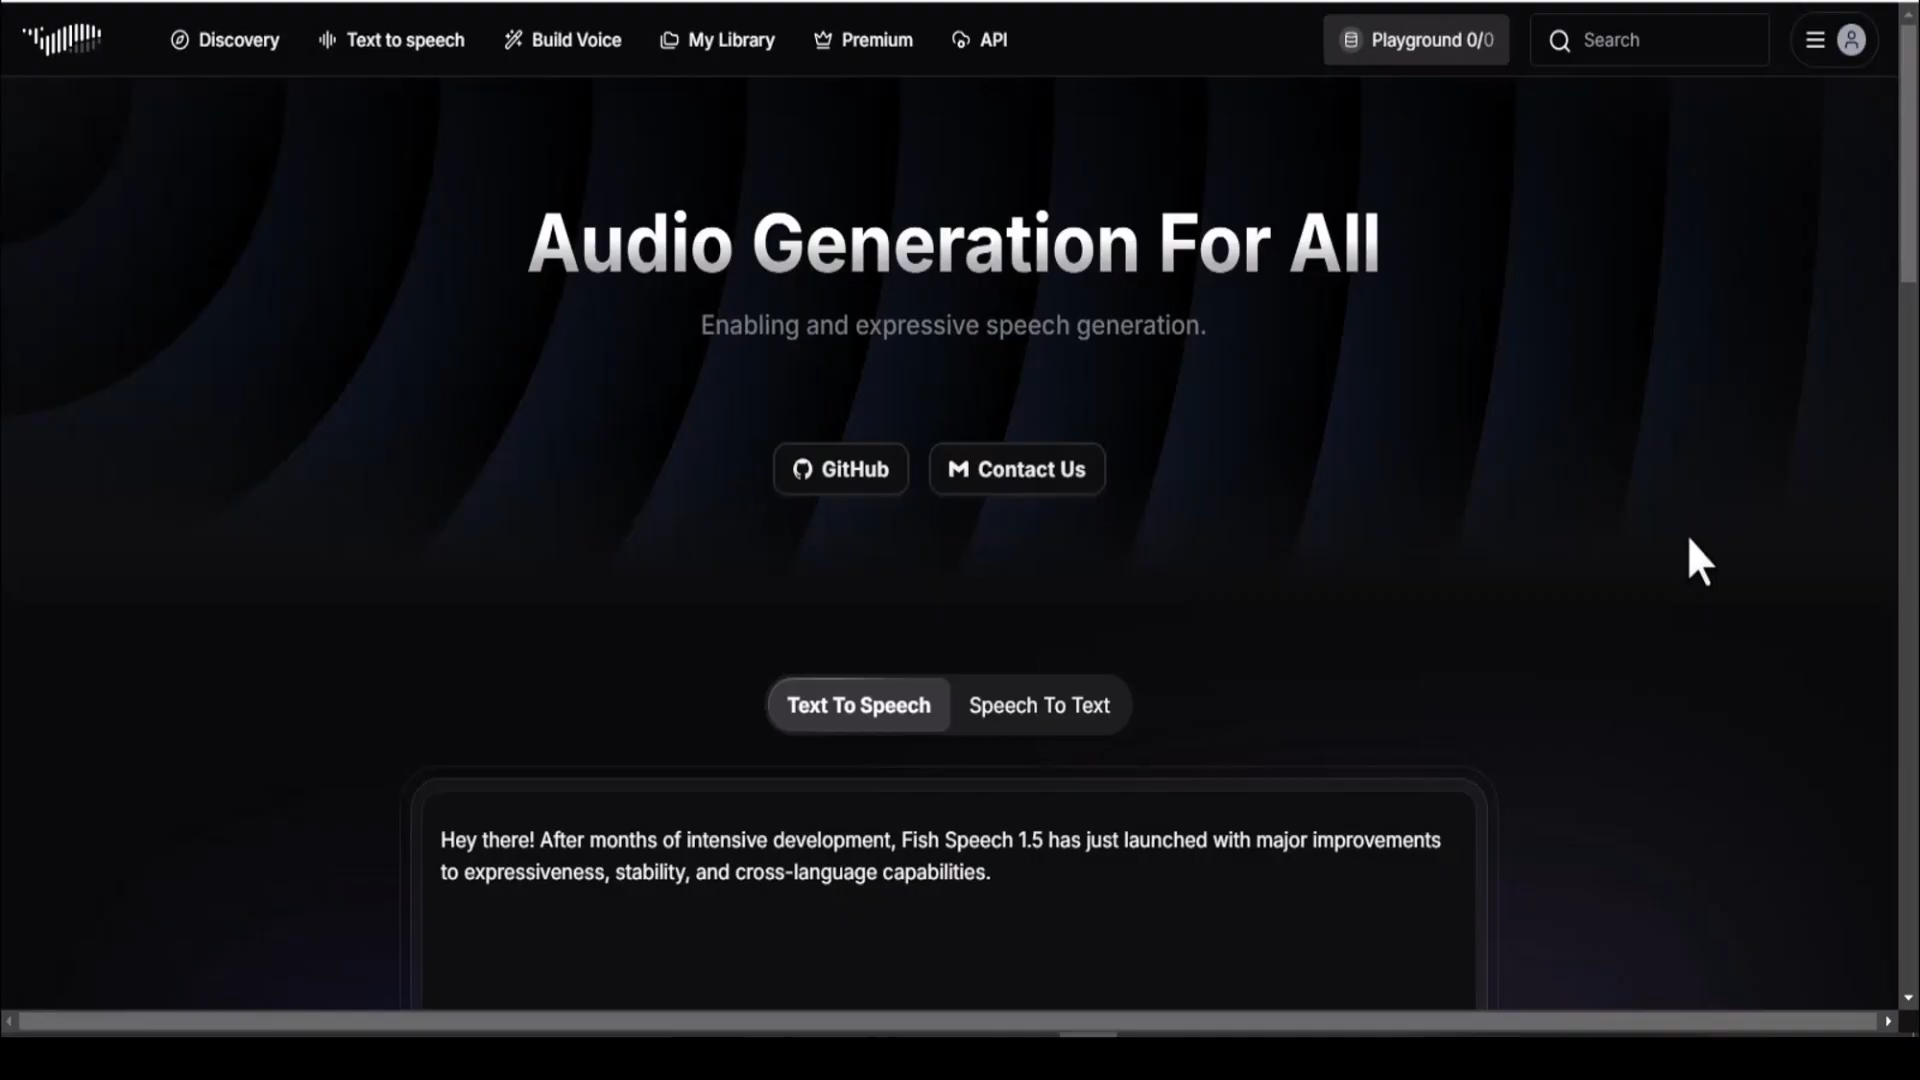 Discovery
Text to speech
Build Voice
My Library
Premium
API
Playground 0/0
Search
Audio Generation For All
Enabling and expressive speech generation.
GitHub
Contact Us
Text To Speech
Speech To Text
Hey there! After months of intensive development, Fish Speech 1.5 has just launched with major improvements
to expressiveness, stability, and cross-language capabilities.